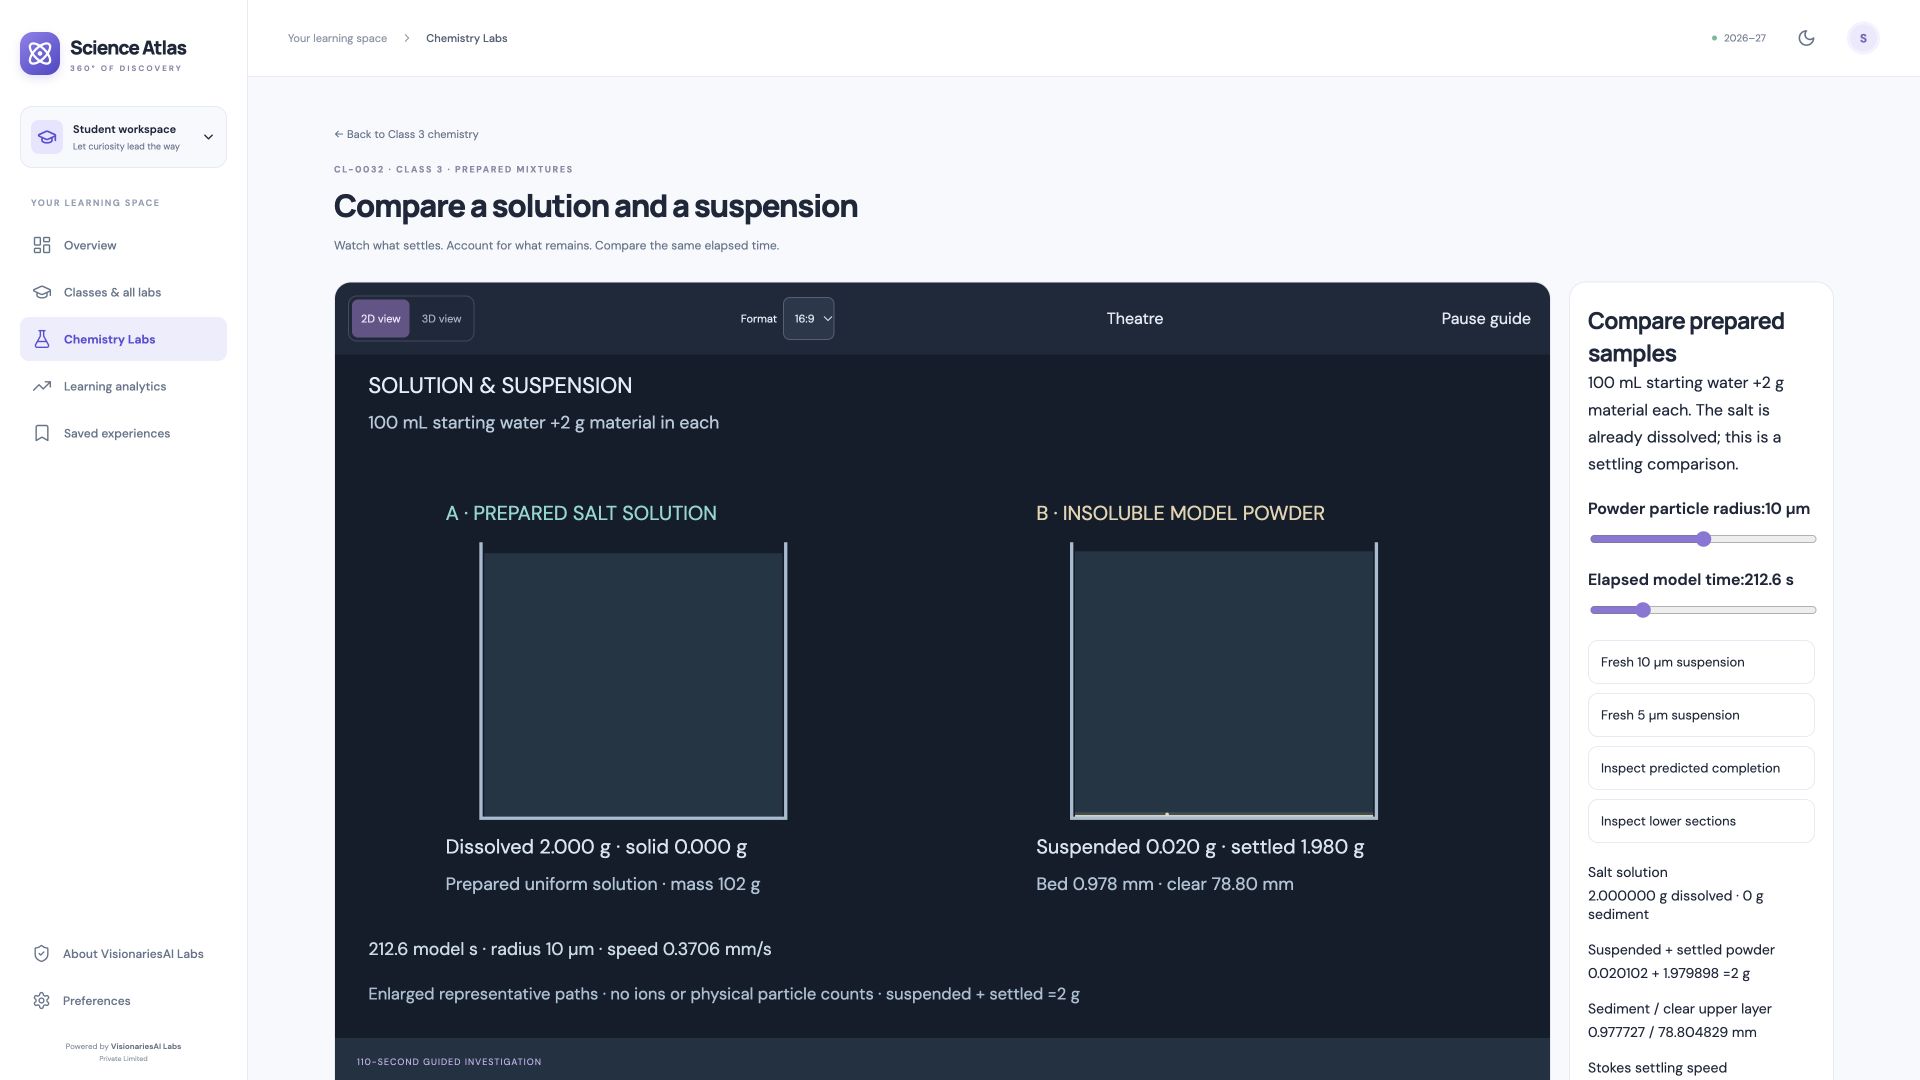 Science Atlas
360° OF DISCOVERY
Student workspace
Let curiosity lead the way
YOUR LEARNING SPACE
Overview
Classes & all labs
Chemistry Labs
Learning analytics
Saved experiences
About VisionariesAI Labs
Preferences
Powered by VisionariesAI Labs
Private Limited
Your learning space
Chemistry Labs
2026–27
S
← Back to Class 3 chemistry
CL-0032 · CLASS 3 · PREPARED MIXTURES
Compare a solution and a suspension
Watch what settles. Account for what remains. Compare the same elapsed time.
2D view
3D view
Format
16:9
Theatre
Pause guide
SOLUTION & SUSPENSION
100 mL starting water +2 g material in each
A · PREPARED SALT SOLUTION
Dissolved 2.000 g · solid 0.000 g
Prepared uniform solution · mass 102 g
B · INSOLUBLE MODEL POWDER
Suspended 0.020 g · settled 1.980 g
Bed 0.978 mm · clear 78.80 mm
212.6 model s · radius 10 µm · speed 0.3706 mm/s
Enlarged representative paths · no ions or physical particle counts · suspended + settled =2 g
110-SECOND GUIDED INVESTIGATION
Compare prepared
samples
100 mL starting water +2 g
material each. The salt is
already dissolved; this is a
settling comparison.
Powder particle radius:10 µm
Elapsed model time:212.6 s
Fresh 10 µm suspension
Fresh 5 µm suspension
Inspect predicted completion
Inspect lower sections
Salt solution
2.000000 g dissolved · 0 g
sediment
Suspended + settled powder
0.020102 + 1.979898 =2 g
Sediment / clear upper layer
0.977727 / 78.804829 mm
Stokes settling speed